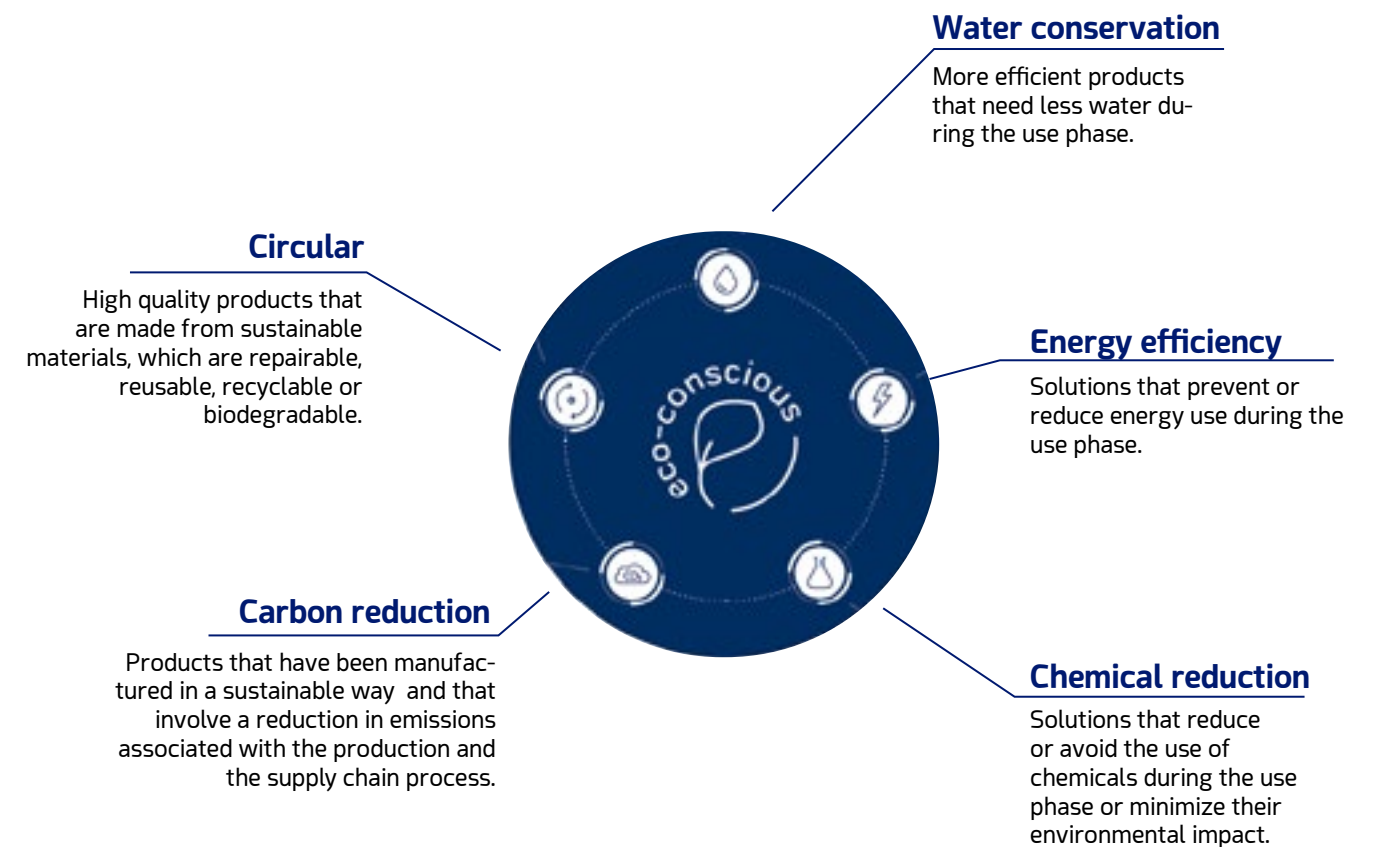 Water conservation
More efficient products
that need less water du-
ring the use phase.
Circular
High quality products that
are made from sustainable
materials, which are repairable,
reusable, recyclable or
biodegradable.
eco-conscious
Energy efficiency
Solutions that prevent or
reduce energy use during the
use phase.
Carbon reduction
Products that have been manufac-
tured in a sustainable way and that
involve a reduction in emissions
associated with the production and
the supply chain process.
Chemical reduction
Solutions that reduce
or avoid the use of
chemicals during the use
phase or minimize their
environmental impact.